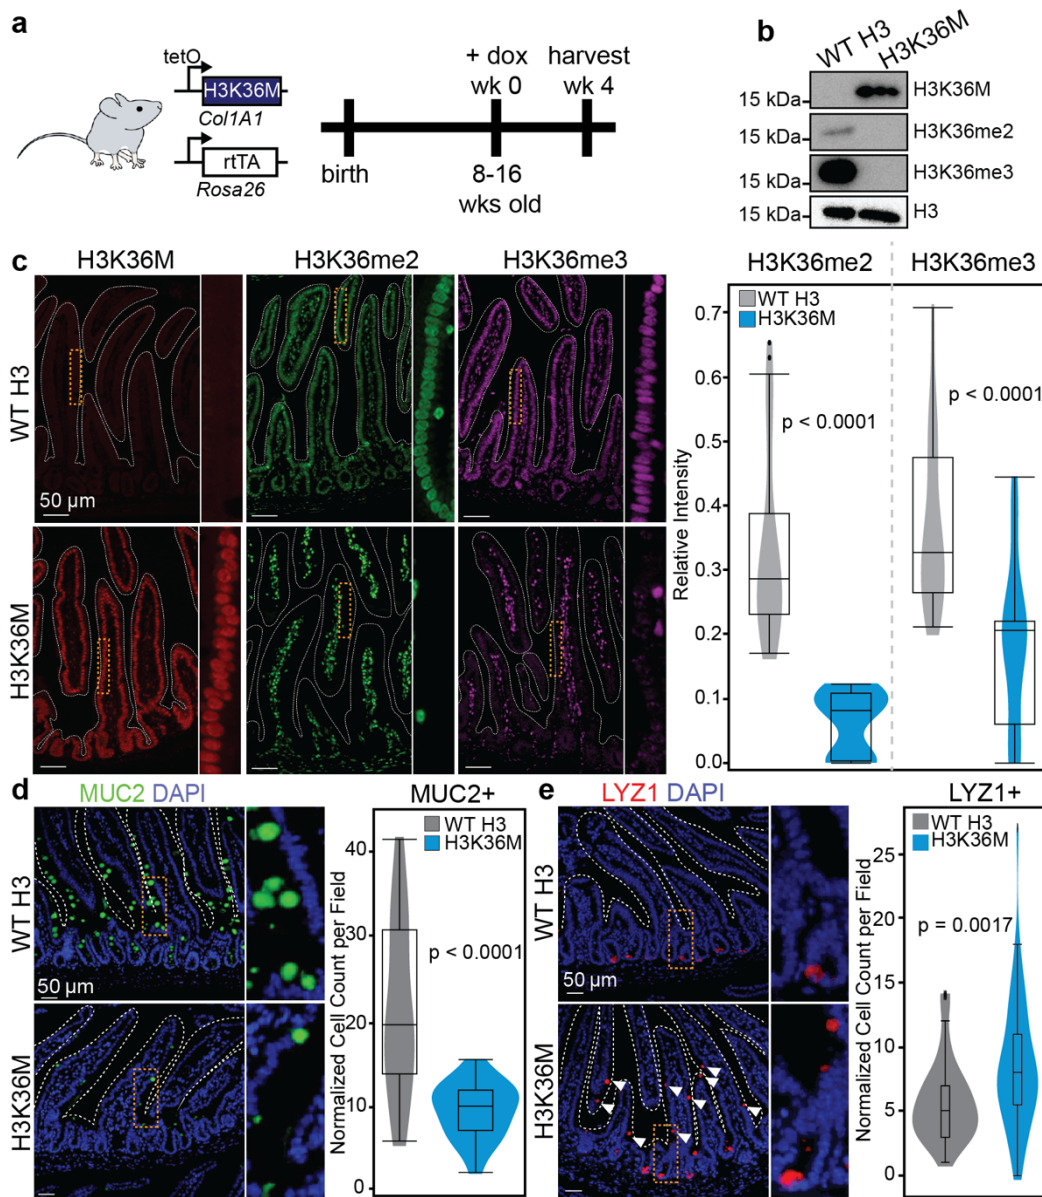 a
tetO
H3K36M
Col1A1
rtTA
Rosa26
+ dox
wk 0
harvest
wk 4
birth
8-16
wks old
b
WT H3
H3K36M
15 kDa
H3K36M
15 kDa
H3K36me2
15 kDa
H3K36me3
15 kDa
H3
c
H3K36M
H3K36me2
H3K36me3
WT H3
50 µm
H3K36M
H3K36me2
H3K36me3
WT H3
H3K36M
p < 0.0001
p < 0.0001
Relative Intensity
0.7
0.6
0.5
0.4
0.3
0.2
0.1
0.0
d
MUC2 DAPI
WT H3
50 µm
H3K36M
MUC2+
WT H3
H3K36M
p < 0.0001
Normalized Cell Count per Field
40
30
20
10
0
e
LYZ1 DAPI
WT H3
50 µm
H3K36M
LYZ1+
WT H3
H3K36M
p = 0.0017
Normalized Cell Count per Field
25
20
15
10
5
0